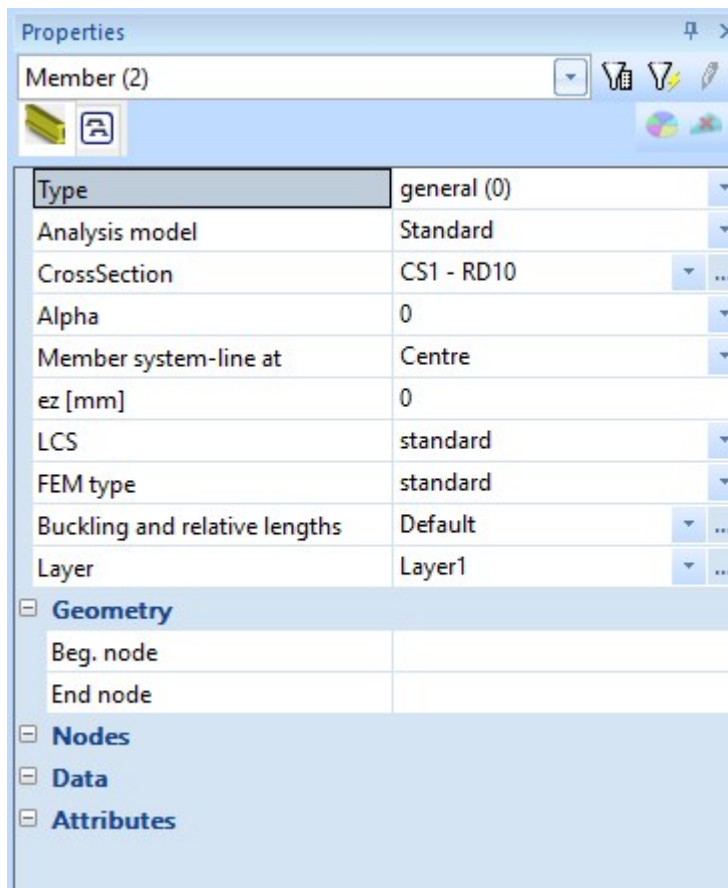 Properties
Member (2)
Type general (0)
Analysis model Standard
CrossSection CS1 - RD10 ...
Alpha 0
Member system-line at Centre
ez [mm] 0
LCS standard
FEM type standard
Buckling and relative lengths Default ...
Layer Layer1 ...
Geometry
Beg. node
End node
Nodes
Data
Attributes